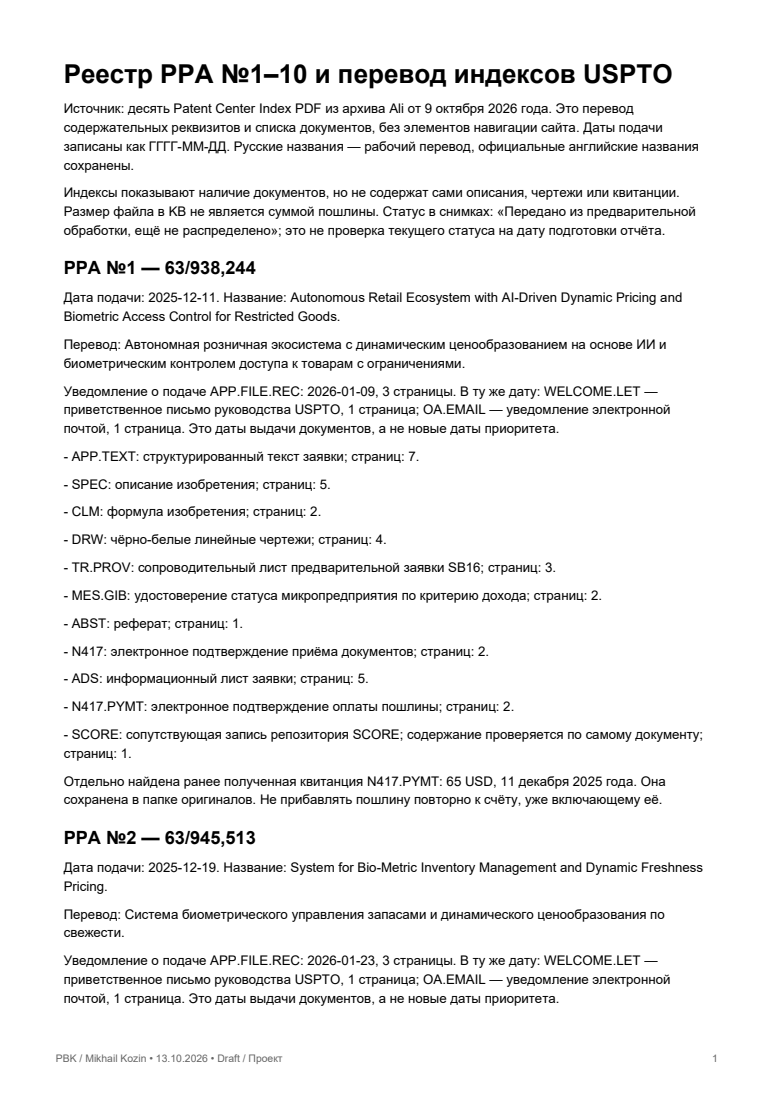 Реестр PPA №1–10 и перевод индексов USPTO
Источник: десять Patent Center Index PDF из архива Ali от 9 октября 2026 года. Это перевод
содержательных реквизитов и списка документов, без элементов навигации сайта. Даты подачи
записаны как ГГГГ-ММ-ДД. Русские названия — рабочий перевод, официальные английские названия
сохранены.
Индексы показывают наличие документов, но не содержат сами описания, чертежи или квитанции.
Размер файла в KB не является суммой пошлины. Статус в снимках: «Передано из предварительной
обработки, ещё не распределено»; это не проверка текущего статуса на дату подготовки отчёта.
PPA №1 — 63/938,244
Дата подачи: 2025-12-11. Название: Autonomous Retail Ecosystem with AI-Driven Dynamic Pricing and
Biometric Access Control for Restricted Goods.
Перевод: Автономная розничная экосистема с динамическим ценообразованием на основе ИИ и
биометрическим контролем доступа к товарам с ограничениями.
Уведомление о подаче APP.FILE.REC: 2026-01-09, 3 страницы. В ту же дату: WELCOME.LET —
приветственное письмо руководства USPTO, 1 страница; OA.EMAIL — уведомление электронной
почтой, 1 страница. Это даты выдачи документов, а не новые даты приоритета.
- APP.TEXT: структурированный текст заявки; страниц: 7.
- SPEC: описание изобретения; страниц: 5.
- CLM: формула изобретения; страниц: 2.
- DRW: чёрно-белые линейные чертежи; страниц: 4.
- TR.PROV: сопроводительный лист предварительной заявки SB16; страниц: 3.
- MES.GIB: удостоверение статуса микропредприятия по критерию дохода; страниц: 2.
- ABST: реферат; страниц: 1.
- N417: электронное подтверждение приёма документов; страниц: 2.
- ADS: информационный лист заявки; страниц: 5.
- N417.PYMT: электронное подтверждение оплаты пошлины; страниц: 2.
- SCORE: сопутствующая запись репозитория SCORE; содержание проверяется по самому документу;
страниц: 1.
Отдельно найдена ранее полученная квитанция N417.PYMT: 65 USD, 11 декабря 2025 года. Она
сохранена в папке оригиналов. Не прибавлять пошлину повторно к счёту, уже включающему её.
PPA №2 — 63/945,513
Дата подачи: 2025-12-19. Название: System for Bio-Metric Inventory Management and Dynamic Freshness
Pricing.
Перевод: Система биометрического управления запасами и динамического ценообразования по
свежести.
Уведомление о подаче APP.FILE.REC: 2026-01-23, 3 страницы. В ту же дату: WELCOME.LET —
приветственное письмо руководства USPTO, 1 страница; OA.EMAIL — уведомление электронной
почтой, 1 страница. Это даты выдачи документов, а не новые даты приоритета.
PBK / Mikhail Kozin • 13.10.2026 • Draft / Проект
1